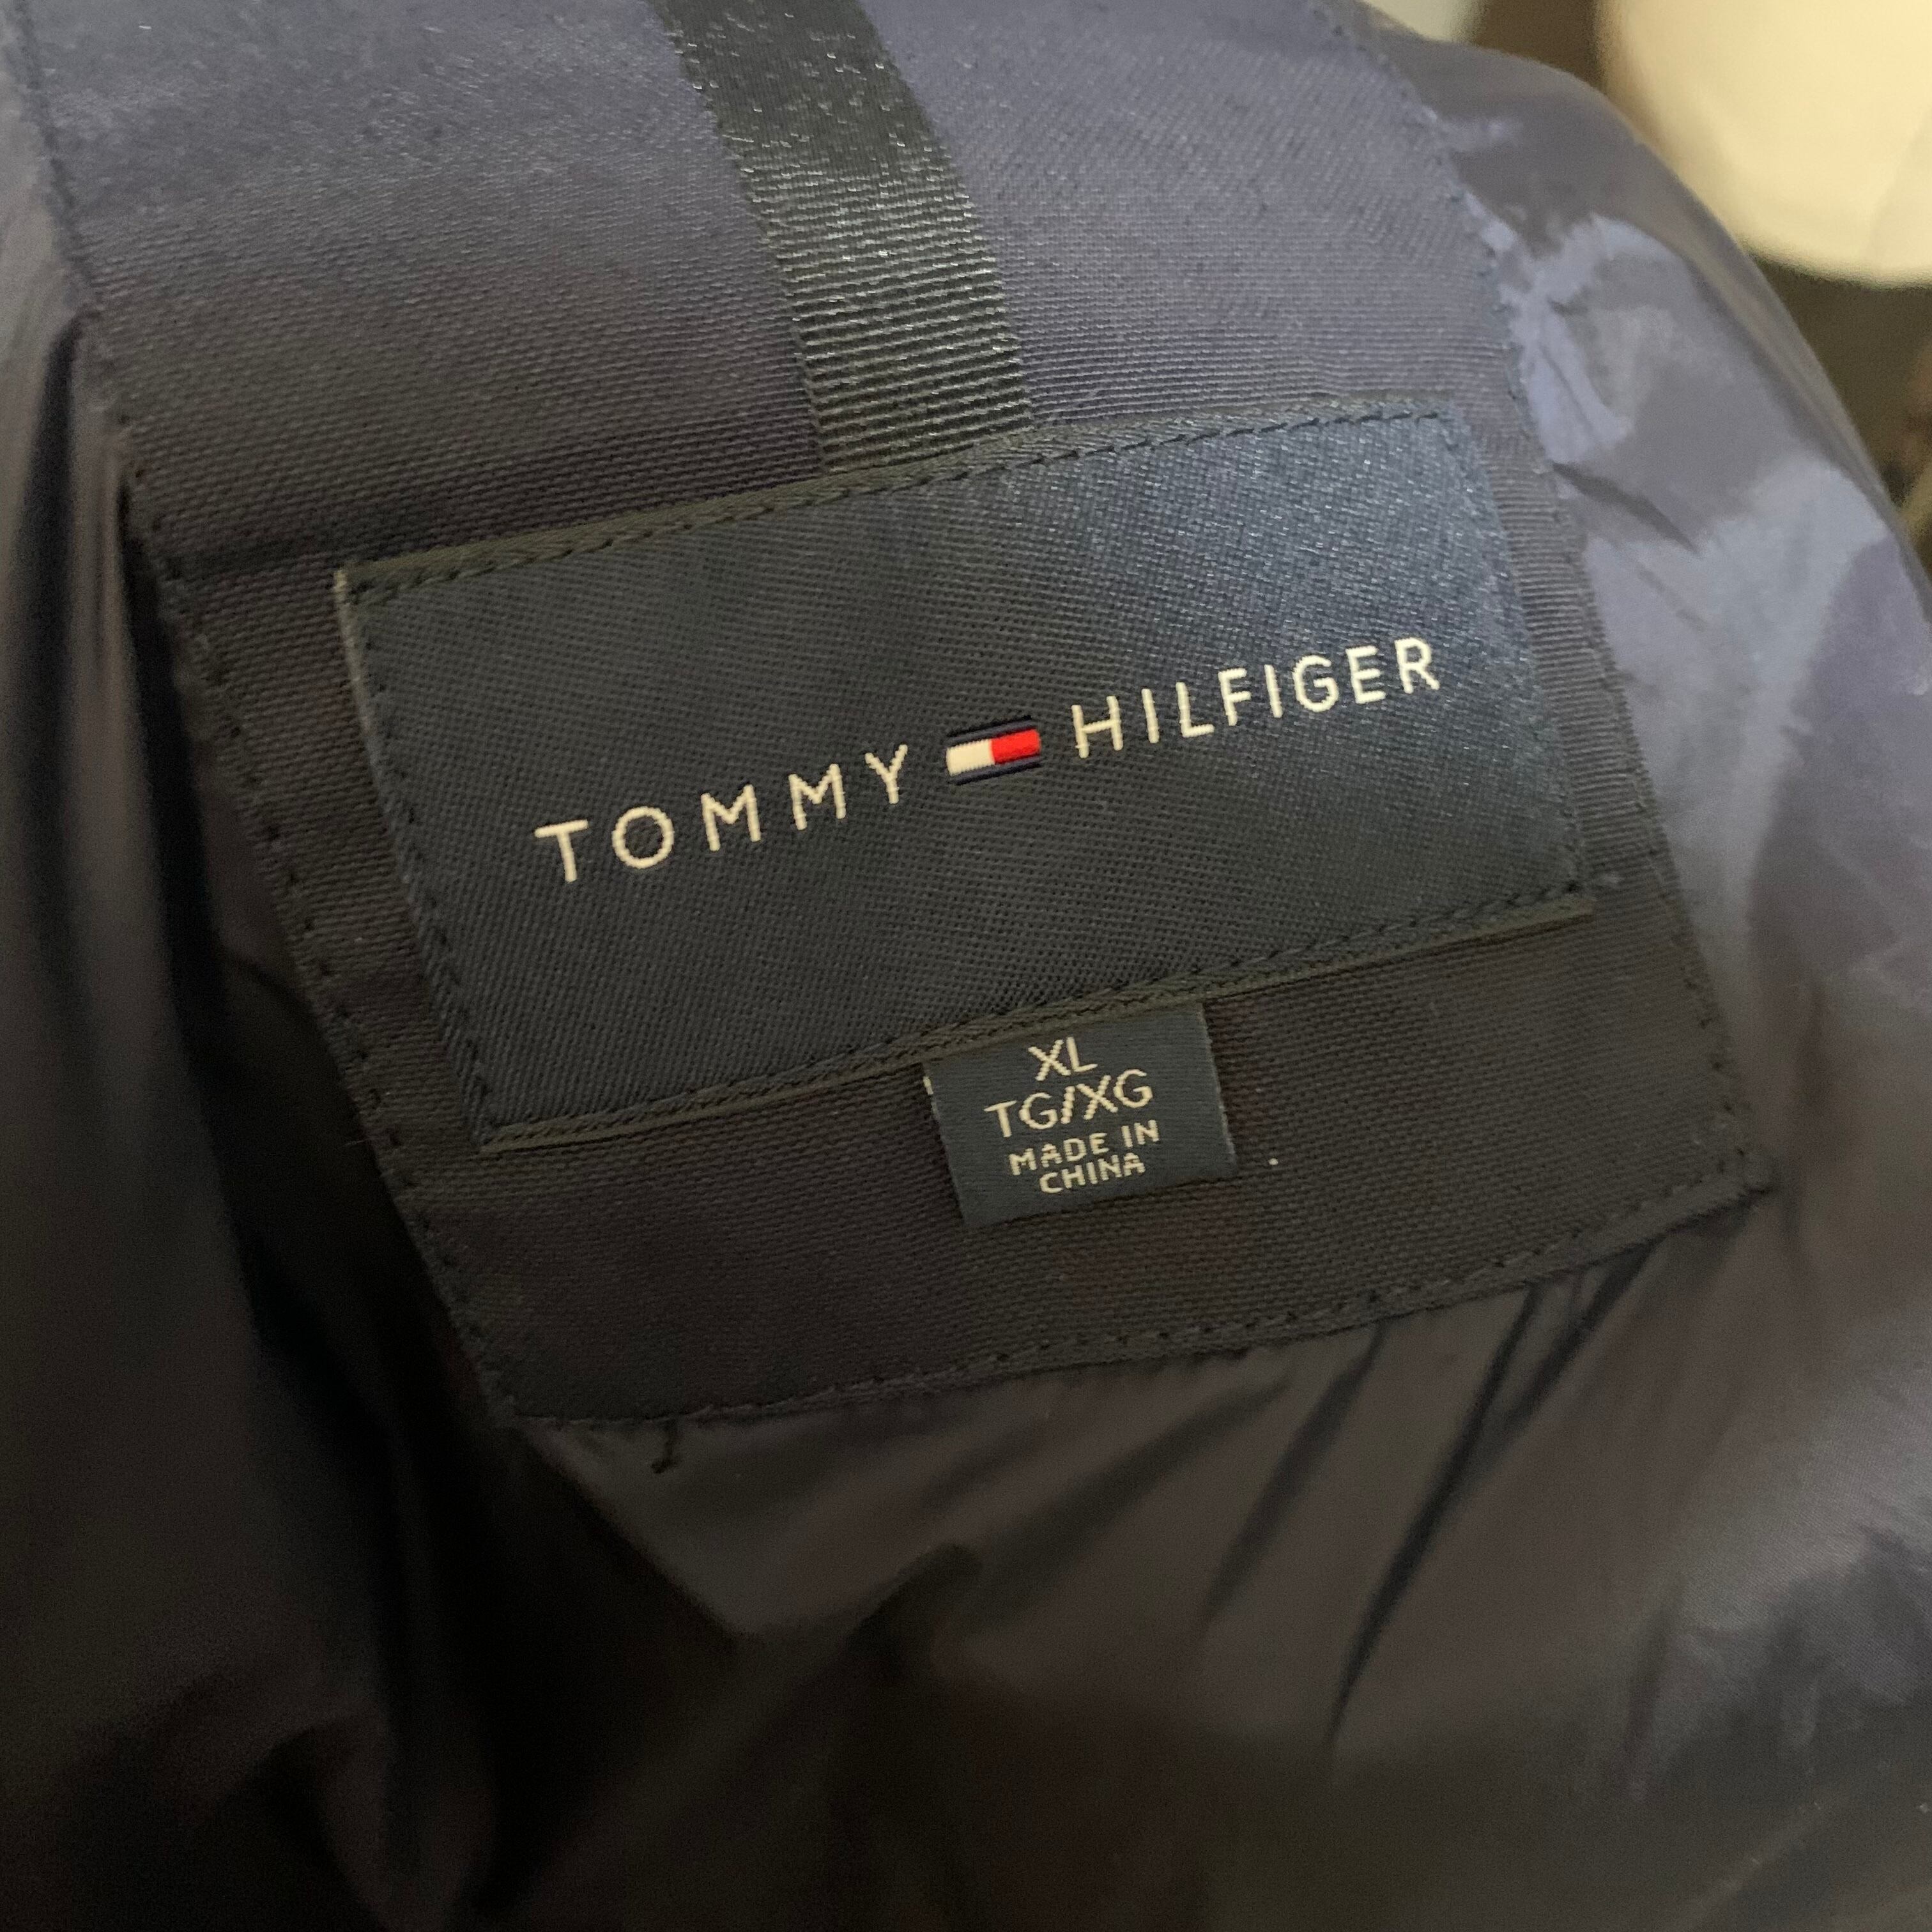 TOMMY HILFIGER
XL
TG/XG
MADE IN
CHINA